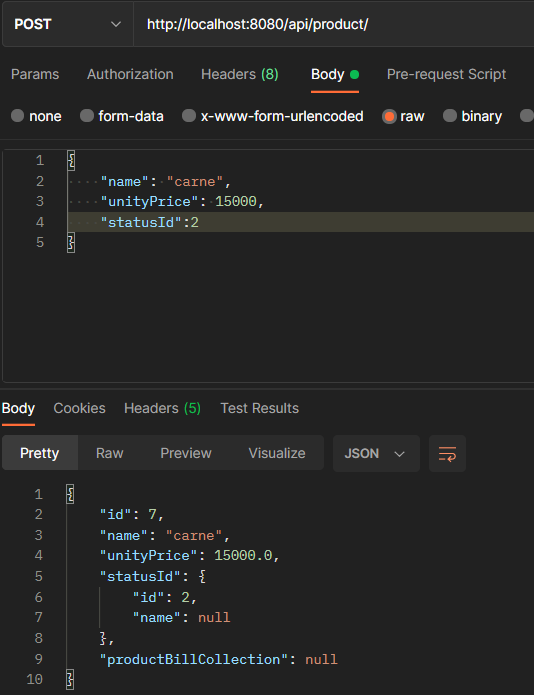 POST http://localhost:8080/api/product/
Params Authorization Headers (8) Body Pre-request Script
none form-data x-www-form-urlencoded raw binary
1 {
2 "name": "carne",
3 "unityPrice": 15000,
4 "statusId":2
5 }
Body Cookies Headers (5) Test Results
Pretty Raw Preview Visualize JSON
1 {
2 "id": 7,
3 "name": "carne",
4 "unityPrice": 15000.0,
5 "statusId": {
6 "id": 2,
7 "name": null
8 },
9 "productBillCollection": null
10 }